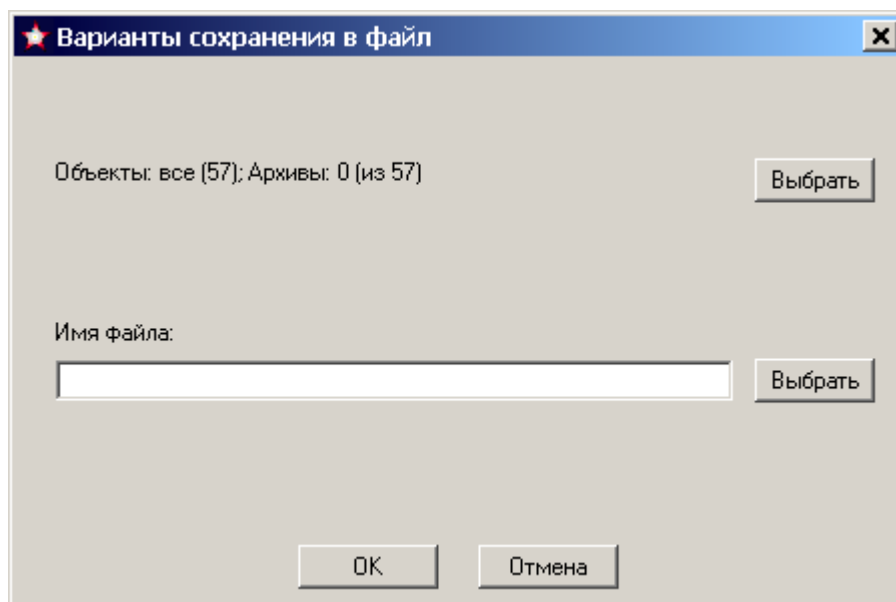 Варианты сохранения в файл
Объекты: все (57); Архивы: 0 (из 57)
Выбрать
Имя файла:
Выбрать
OK
Отмена